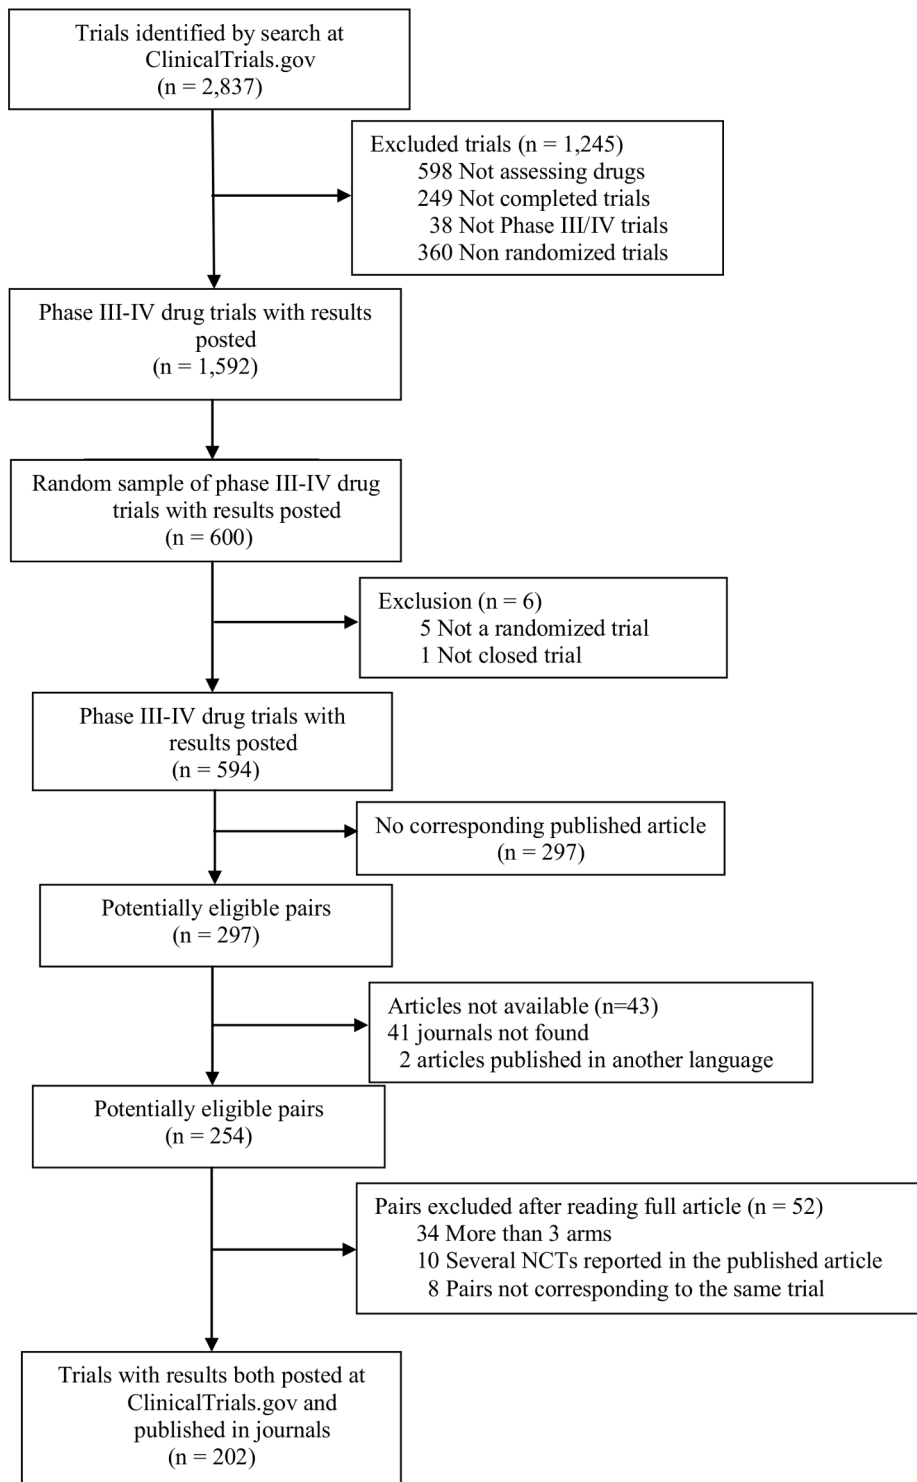 Trials identified by search at
ClinicalTrials.gov
(n = 2,837)
Excluded trials (n = 1,245)
598 Not assessing drugs
249 Not completed trials
38 Not Phase III/IV trials
360 Non randomized trials
Phase III-IV drug trials with results
posted
(n = 1,592)
Random sample of phase III-IV drug
trials with results posted
(n = 600)
Exclusion (n = 6)
5 Not a randomized trial
1 Not closed trial
Phase III-IV drug trials with
results posted
(n = 594)
No corresponding published article
(n = 297)
Potentially eligible pairs
(n = 297)
Articles not available (n=43)
41 journals not found
2 articles published in another language
Potentially eligible pairs
(n = 254)
Pairs excluded after reading full article (n = 52)
34 More than 3 arms
10 Several NCTs reported in the published article
8 Pairs not corresponding to the same trial
Trials with results both posted at
ClinicalTrials.gov and
published in journals
(n = 202)